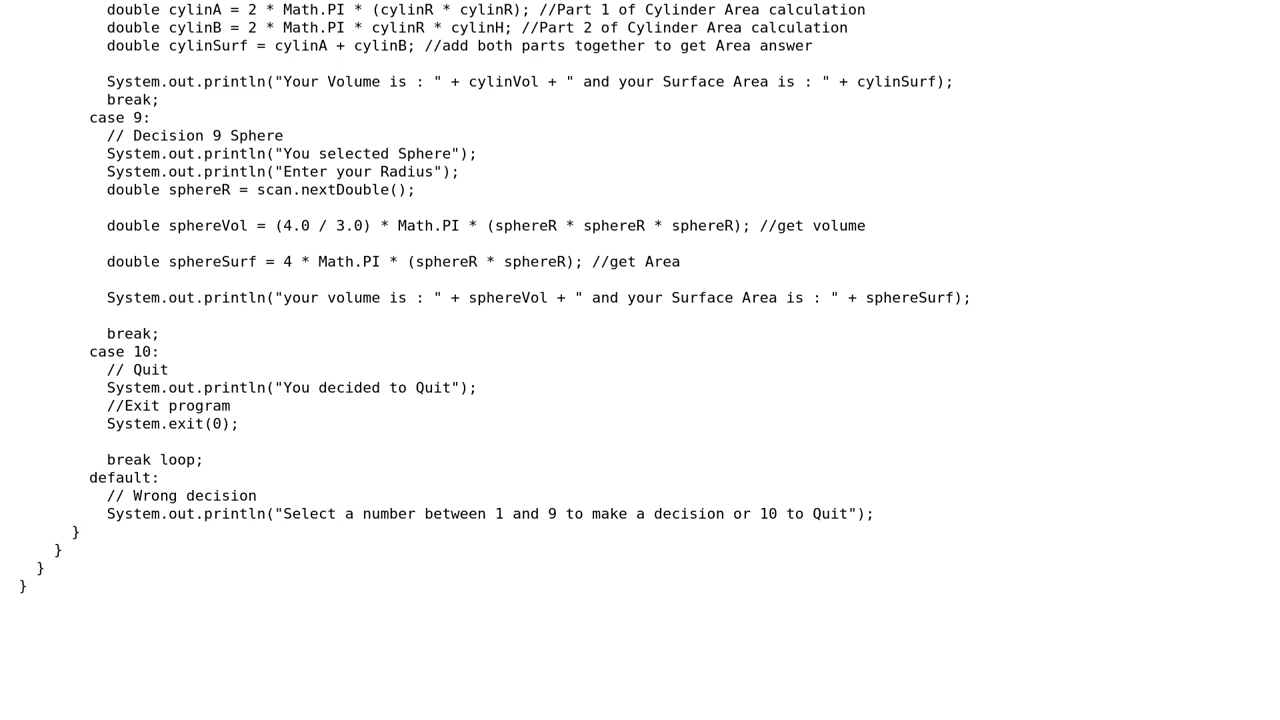 double cylinA = 2 * Math.PI * (cylinR * cylinR); //Part 1 of Cylinder Area calculation
double cylinB = 2 * Math.PI * cylinR * cylinH; //Part 2 of Cylinder Area calculation
double cylinSurf = cylinA + cylinB; //add both parts together to get Area answer
System.out.println("Your Volume is : " + cylinVol + " and your Surface Area is : " + cylinSurf);
break;
case 9:
// Decision 9 Sphere
System.out.println("You selected Sphere");
System.out.println("Enter your Radius");
double sphereR = scan.nextDouble();
double sphereVol = (4.0 / 3.0) * Math.PI * (sphereR * sphereR * sphereR); //get volume
double sphereSurf = 4 * Math.PI * (sphereR * sphereR); //get Area
System.out.println("your volume is : " + sphereVol + " and your Surface Area is : " + sphereSurf);
break;
case 10:
// Quit
System.out.println("You decided to Quit");
//Exit program
System.exit(0);
break loop;
default:
// Wrong decision
System.out.println("Select a number between 1 and 9 to make a decision or 10 to Quit");
}
}
}
}